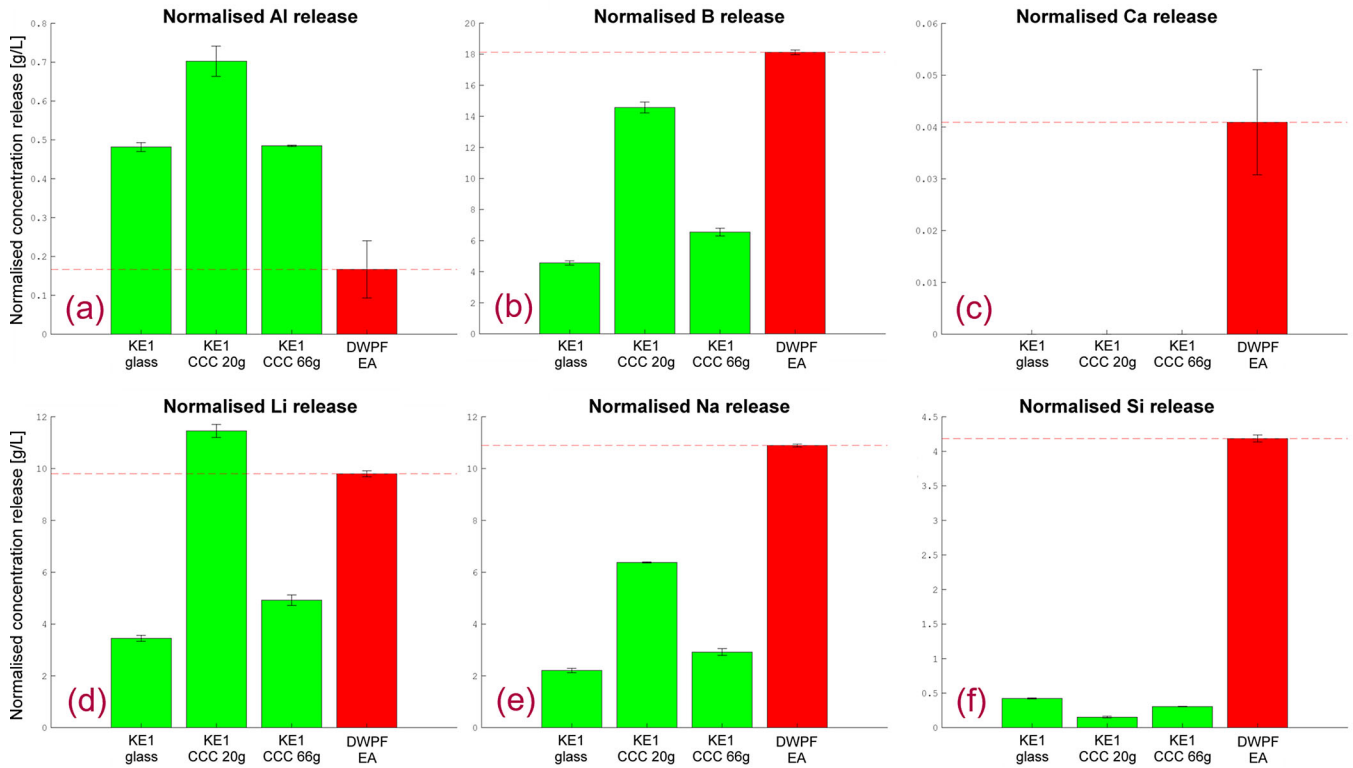 Normalised Al release
Normalised concentration release [g/L]
0.8
0.7
0.6
0.5
0.4
0.3
0.2
0.1
0
(a)
KE1 glass
KE1 CCC 20g
KE1 CCC 66g
DWPF EA
Normalised B release
20
18
16
14
12
10
8
6
4
2
0
(b)
KE1 glass
KE1 CCC 20g
KE1 CCC 66g
DWPF EA
Normalised Ca release
0.06
0.05
0.04
0.03
0.02
0.01
0
(c)
KE1 glass
KE1 CCC 20g
KE1 CCC 66g
DWPF EA
Normalised Li release
Normalised concentration release [g/L]
12
10
8
6
4
2
0
(d)
KE1 glass
KE1 CCC 20g
KE1 CCC 66g
DWPF EA
Normalised Na release
12
10
8
6
4
2
0
(e)
KE1 glass
KE1 CCC 20g
KE1 CCC 66g
DWPF EA
Normalised Si release
4.5
4
3.5
3
2.5
2
1.5
1
0.5
0
(f)
KE1 glass
KE1 CCC 20g
KE1 CCC 66g
DWPF EA